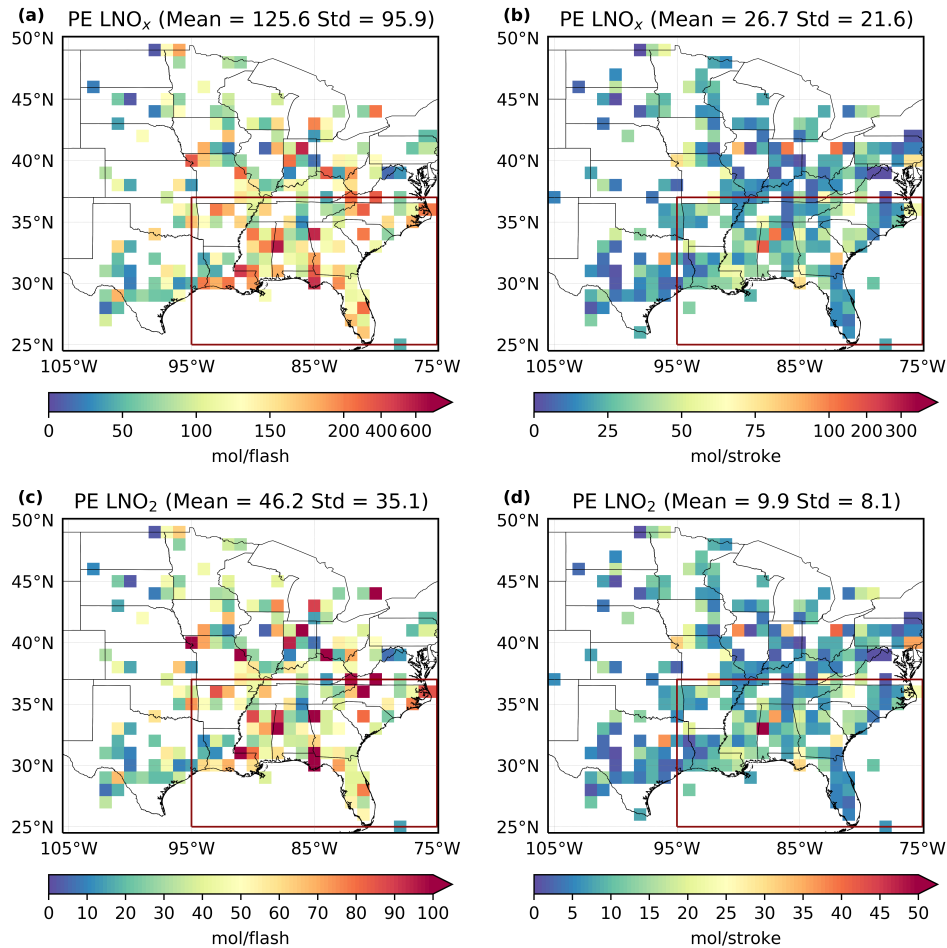 (a) PE LNOₓ (Mean = 125.6 Std = 95.9)
50°N
45°N
40°N
35°N
30°N
25°N
105°W 95°W 85°W 75°W
0 50 100 150 200 400 600
mol/flash
(b) PE LNOₓ (Mean = 26.7 Std = 21.6)
50°N
45°N
40°N
35°N
30°N
25°N
105°W 95°W 85°W 75°W
0 25 50 75 100 200 300
mol/stroke
(c) PE LNO₂ (Mean = 46.2 Std = 35.1)
50°N
45°N
40°N
35°N
30°N
25°N
105°W 95°W 85°W 75°W
0 10 20 30 40 50 60 70 80 90 100
mol/flash
(d) PE LNO₂ (Mean = 9.9 Std = 8.1)
50°N
45°N
40°N
35°N
30°N
25°N
105°W 95°W 85°W 75°W
0 5 10 15 20 25 30 35 40 45 50
mol/stroke